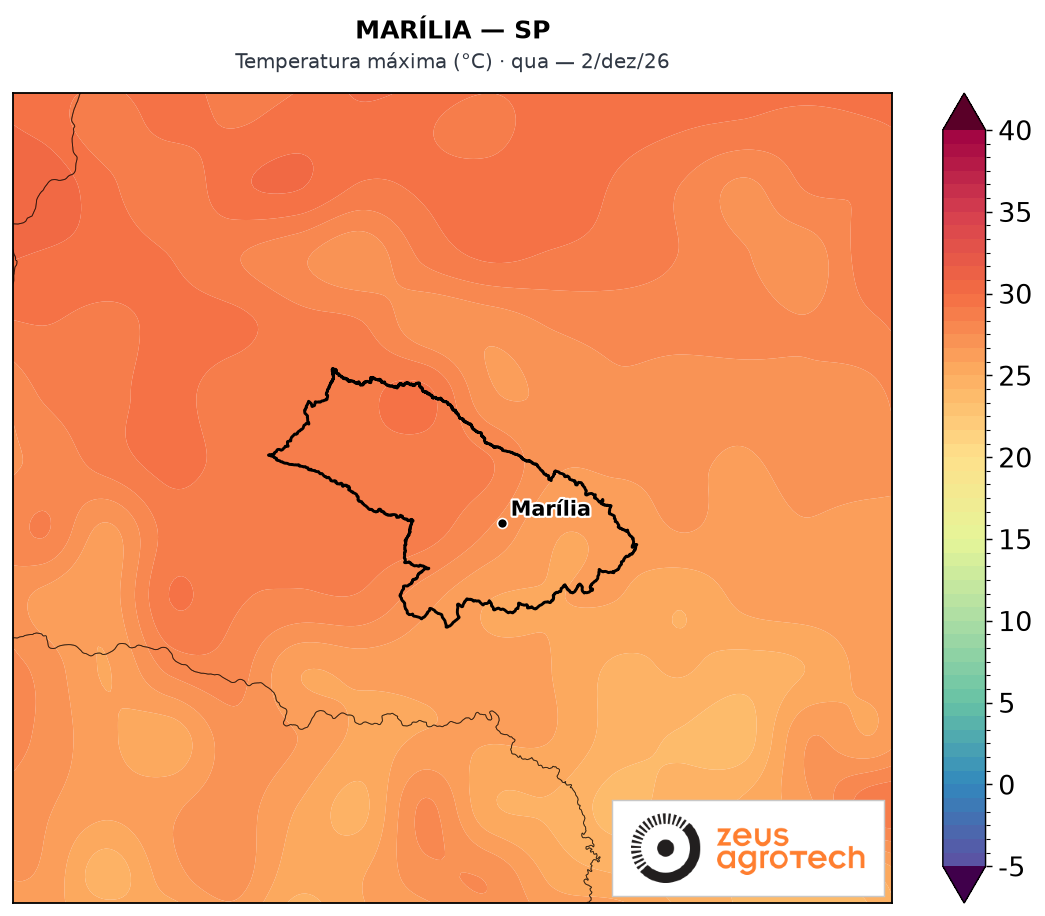 MARÍLIA — SP
Temperatura máxima (°C) · qua — 2/dez/26
40
35
30
25
20
15
10
5
0
-5
Marília
zeus
agrotech